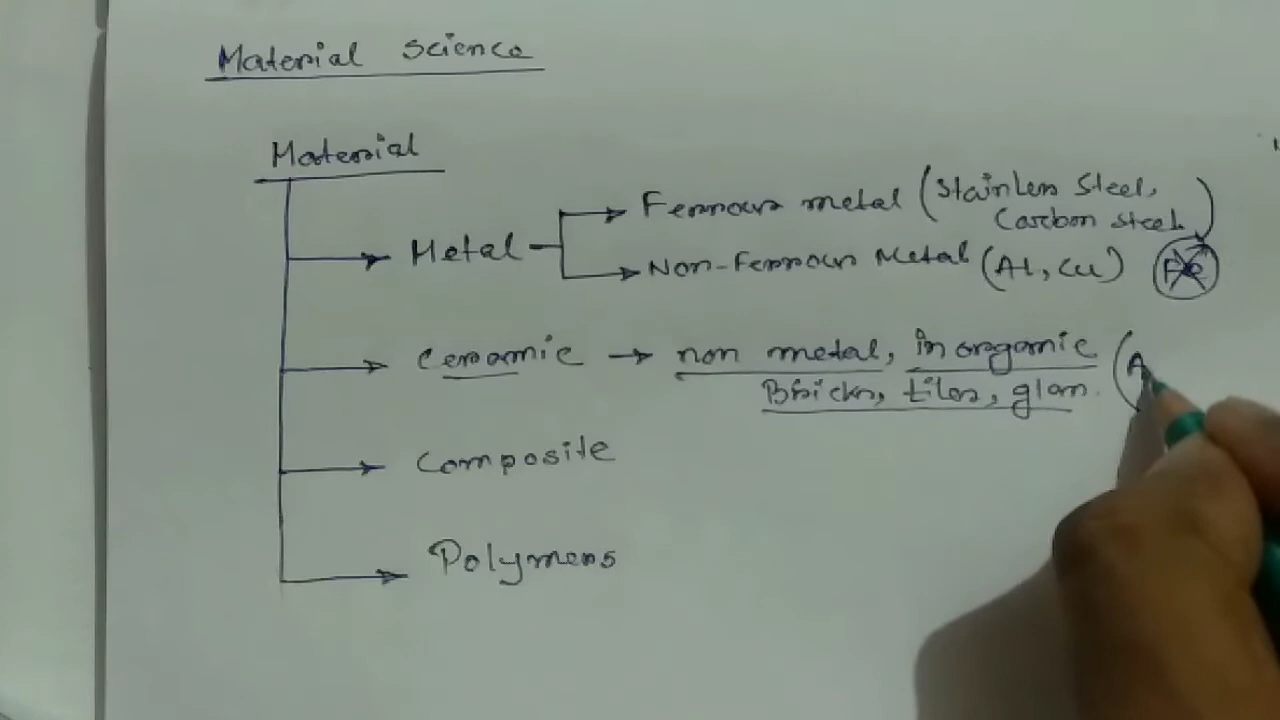 Material Science
Material
Metal
Ferrous metal (Stainless Steel,
Carbon steel)
Non-Ferrous Metal (Al, Cu) Fe
Ceramic → non metal, inorganic (A
Bricks, tiles, glass.
Composite
Polymers